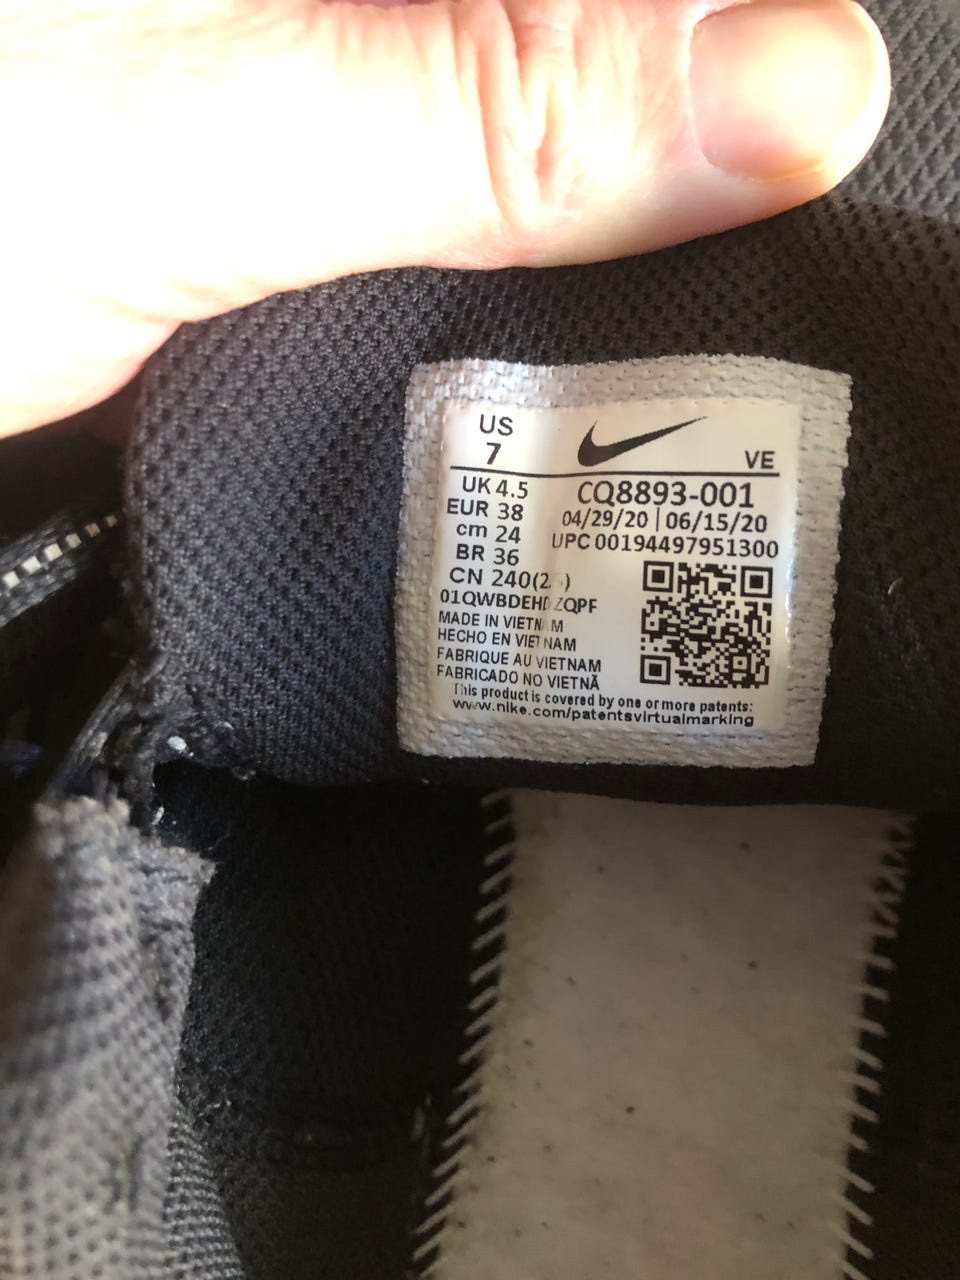 US
7
VE
UK 4.5
EUR 38
cm 24
BR 36
CN 240
CQ8893-001
04/29/20 | 06/15/20
UPC 00194497951300
MADE IN VIETNAM
HECHO EN VIETNAM
FABRIQUE AU VIETNAM
FABRICADO NO VIETNÃ
This product is covered by one or more patents:
www.nike.com/patentsvirtualmarking